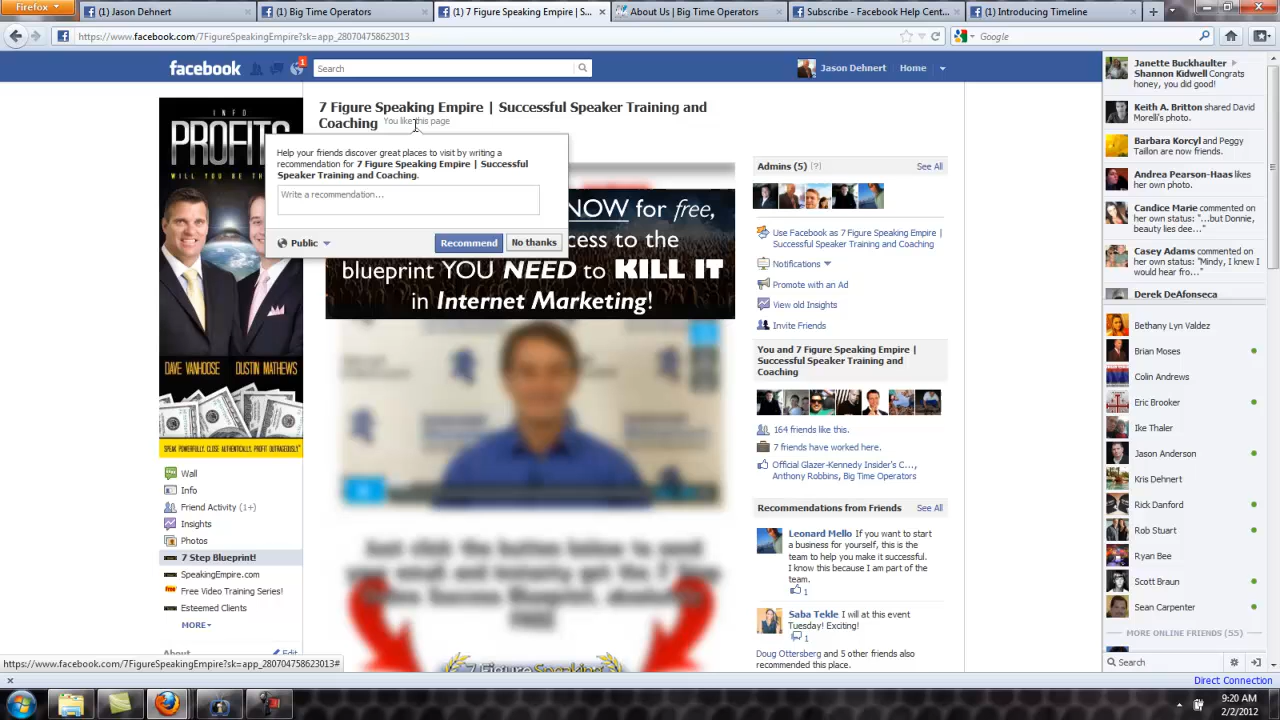 Firefox
(1) Jason Dehnert
(1) Big Time Operators
(1) 7 Figure Speaking Empire | S...
About Us | Big Time Operators
Subscribe - Facebook Help Cent...
(1) Introducing Timeline
https://www.facebook.com/7FigureSpeakingEmpire?sk=app_280704758623013
Google
facebook
1
Search
Jason Dehnert
Home
7 Figure Speaking Empire | Successful Speaker Training and
Coaching You like this page
Help your friends discover great places to visit by writing a
recommendation for 7 Figure Speaking Empire | Successful
Speaker Training and Coaching.
Write a recommendation...
Public
Recommend
No thanks
INFO
PROFITS
WILL YOU BE TH
DAVE VANHOOSE DUSTIN MATHEWS
SPEAK POWERFULLY. CLOSE AUTHENTICALLY. PROFIT OUTRAGEOUSLY.
NOW for free,
cess to the
blueprint YOU NEED to KILL IT
in Internet Marketing!
7 Figure Speaking
Wall
Info
Friend Activity (1+)
Insights
Photos
7 Step Blueprint!
SpeakingEmpire.com
Free Video Training Series!
Esteemed Clients
MORE
About
Edit
https://www.facebook.com/7FigureSpeakingEmpire?sk=app_280704758623013#
Admins (5) [?]
See All
Use Facebook as 7 Figure Speaking Empire |
Successful Speaker Training and Coaching
Notifications
Promote with an Ad
View old Insights
Invite Friends
You and 7 Figure Speaking Empire |
Successful Speaker Training and
Coaching
164 friends like this.
7 friends have worked here.
Official Glazer-Kennedy Insider's C...,
Anthony Robbins, Big Time Operators
Recommendations from Friends
See All
Leonard Mello If you want to start
a business for yourself, this is the
team to help you make it successful.
I know this because I am part of the
team.
1
Saba Tekle I will at this event
Tuesday! Exciting!
1
Doug Ottersberg and 5 other friends also
recommended this place.
Janette Buckhaulter
Shannon Kidwell Congrats
honey, you did good!
Keith A. Britton shared David
Morelli's photo.
Barbara Korcyl and Peggy
Taillon are now friends.
Andrea Pearson-Haas likes
her own photo.
Candice Marie commented on
her own status: "...but Donnie,
beauty lies dee..."
Casey Adams commented on
her own status: "Mindy, I knew I
would hear fro..."
Derek DeAfonseca
Bethany Lyn Valdez
Brian Moses
Colin Andrews
Eric Brooker
Ike Thaler
Jason Anderson
Kris Dehnert
Rick Danford
Rob Stuart
Ryan Bee
Scott Braun
Sean Carpenter
MORE ONLINE FRIENDS (55)
Search
Direct Connection
9:20 AM
2/2/2012